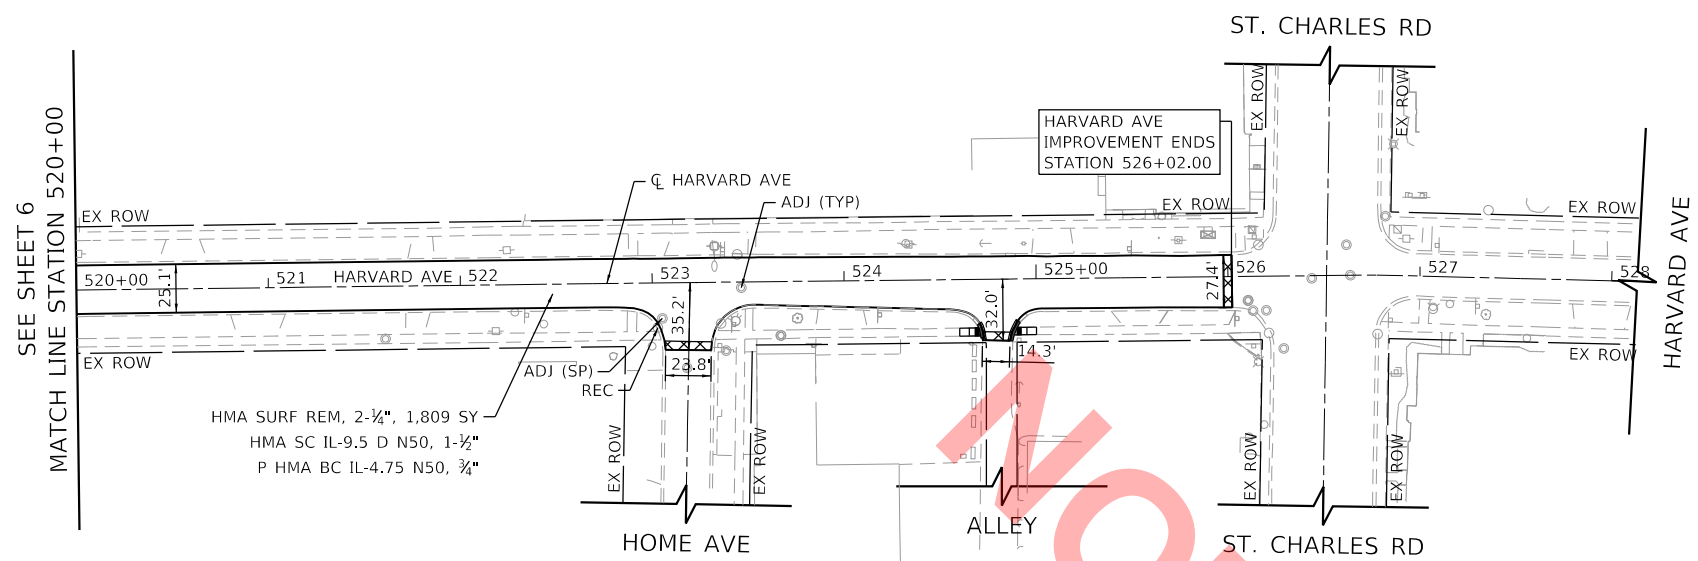 ST. CHARLES RD
HARVARD AVE
IMPROVEMENT ENDS
STATION 526+02.00
EX ROW
EX ROW
SEE SHEET 6
MATCH LINE STATION 520+00
℄ HARVARD AVE
ADJ (TYP)
EX ROW
EX ROW
EX ROW
520+00
521
HARVARD AVE
522
523
524
525+00
526
527
528
25.1'
35.2'
32.0'
27.4'
HARVARD AVE
EX ROW
ADJ (SP)
23.8'
14.3'
EX ROW
REC
HMA SURF REM, 2-¼", 1,809 SY
HMA SC IL-9.5 D N50, 1-½"
P HMA BC IL-4.75 N50, ¾"
EX ROW
EX ROW
EX ROW
EX ROW
HOME AVE
ALLEY
ST. CHARLES RD